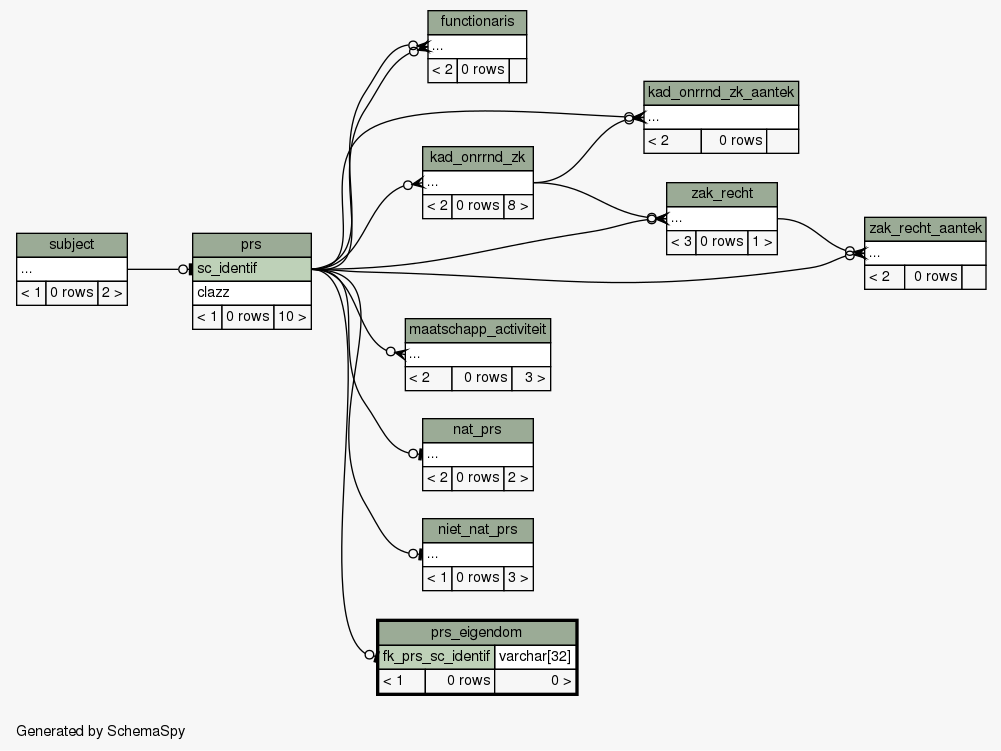 functionaris
...
< 2 0 rows
kad_onrrnd_zk_aantek
...
< 2 0 rows
kad_onrrnd_zk
...
< 2 0 rows 8 >
zak_recht
...
< 3 0 rows 1 >
zak_recht_aantek
...
< 2 0 rows
subject
...
< 1 0 rows 2 >
prs
sc_identif
clazz
< 1 0 rows 10 >
maatschapp_activiteit
...
< 2 0 rows 3 >
nat_prs
...
< 2 0 rows 2 >
niet_nat_prs
...
< 1 0 rows 3 >
prs_eigendom
fk_prs_sc_identif varchar[32]
< 1 0 rows 0 >
Generated by SchemaSpy